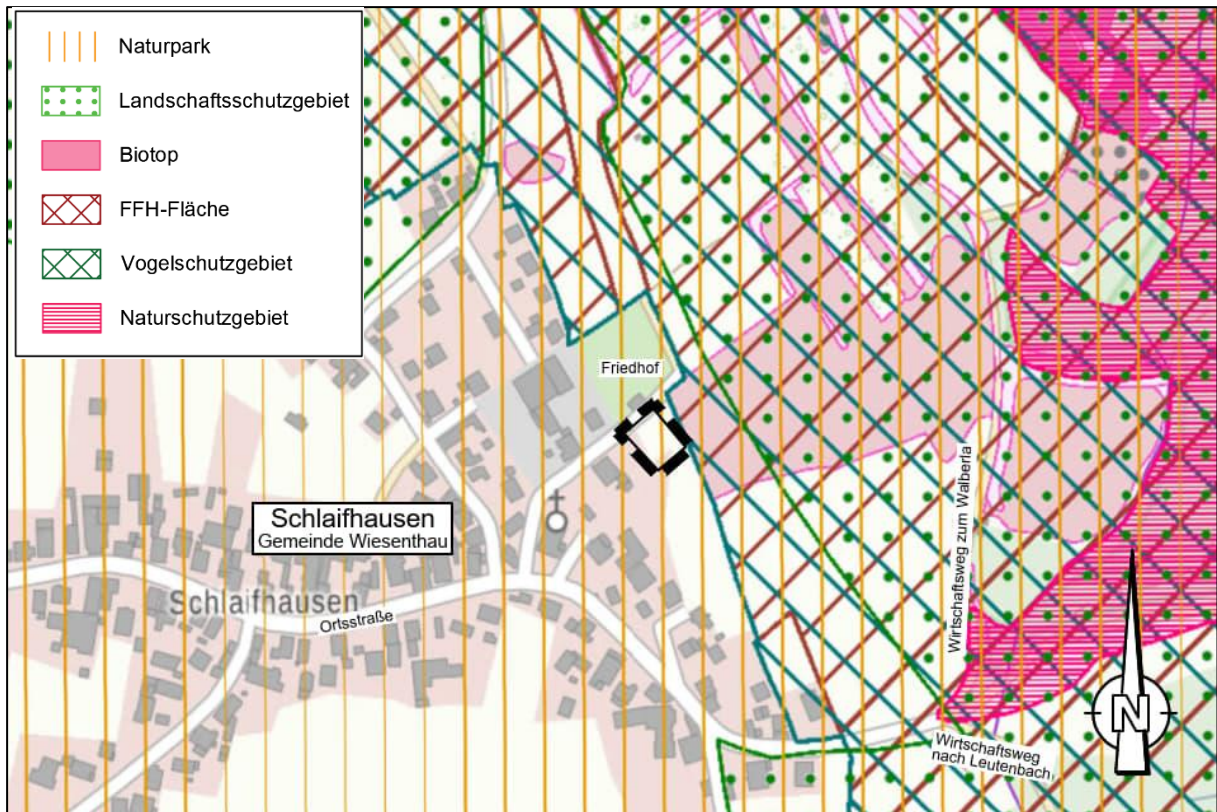 Naturpark
Landschaftsschutzgebiet
Biotop
FFH-Fläche
Vogelschutzgebiet
Naturschutzgebiet
Friedhof
Schlaifhausen
Gemeinde Wiesenthau
Schlaifhausen
Ortsstraße
Wirtschaftsweg zum Walberla
Wirtschaftsweg
nach Leutenbach
N